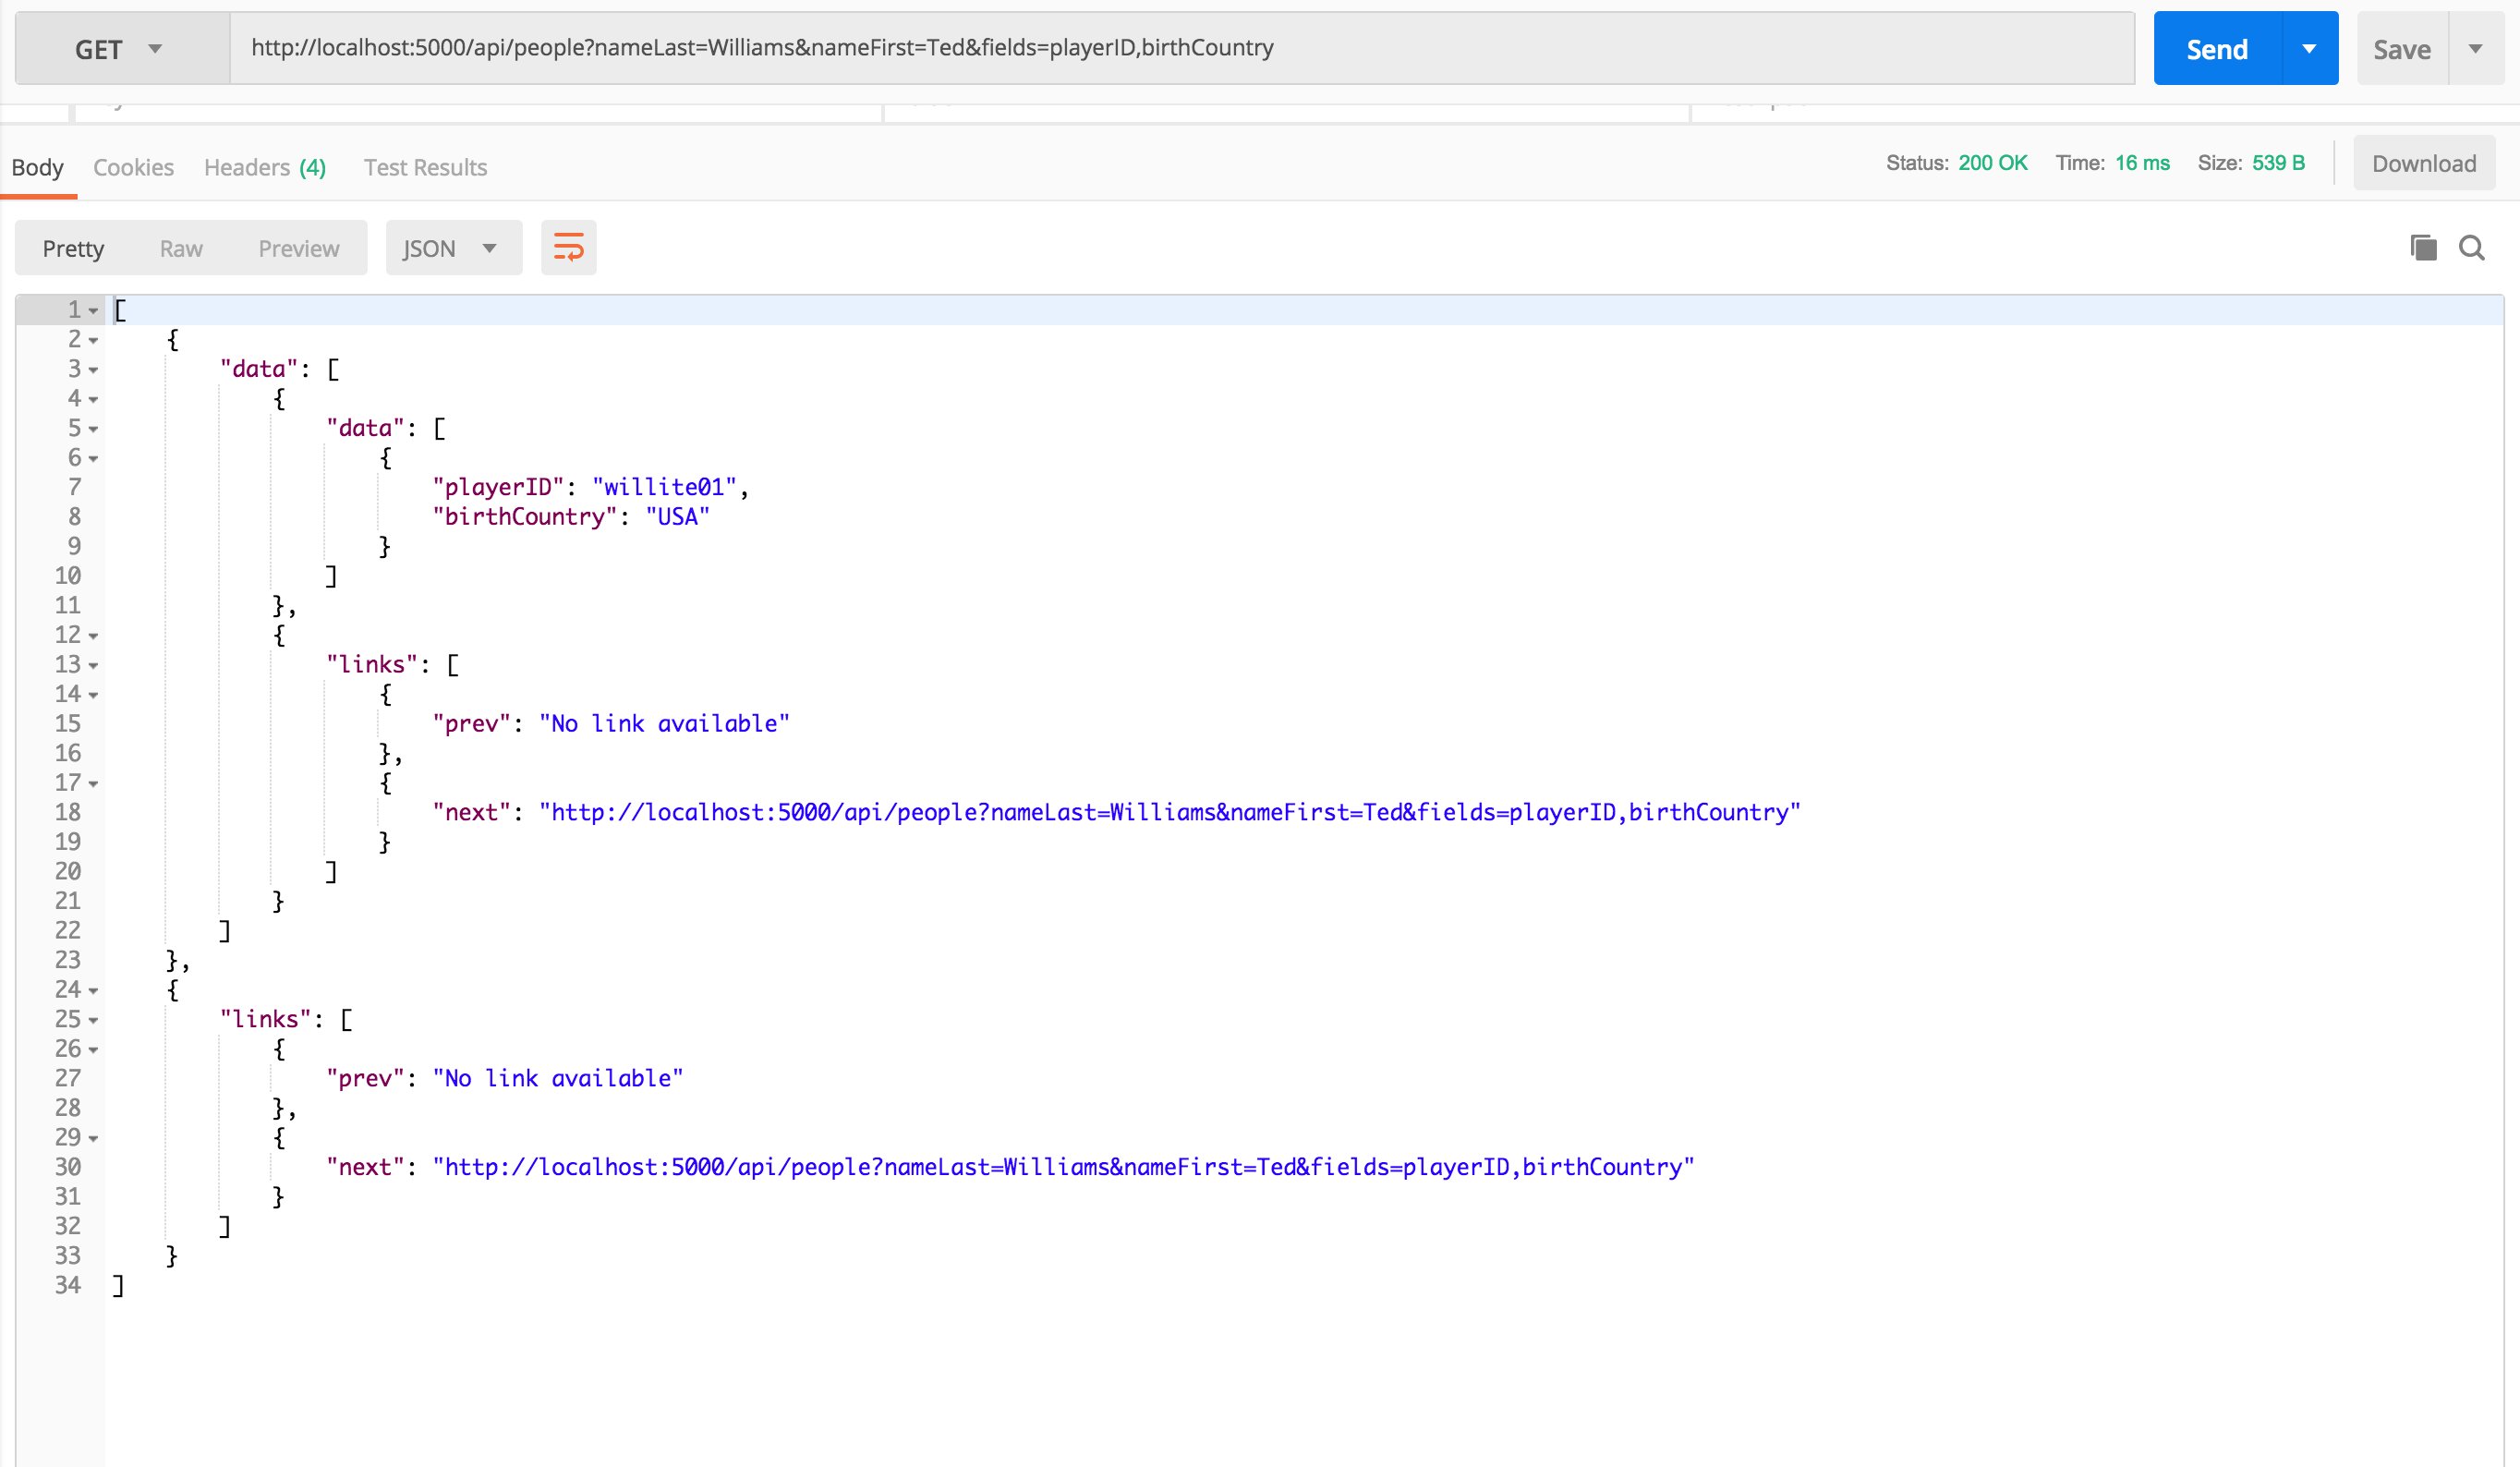 GET http://localhost:5000/api/people?nameLast=Williams&nameFirst=Ted&fields=playerID,birthCountry Send Save
Body Cookies Headers (4) Test Results Status: 200 OK Time: 16 ms Size: 539 B Download
Pretty Raw Preview JSON
1 [
2 {
3 "data": [
4 {
5 "data": [
6 {
7 "playerID": "willite01",
8 "birthCountry": "USA"
9 }
10 ]
11 },
12 {
13 "links": [
14 {
15 "prev": "No link available"
16 },
17 {
18 "next": "http://localhost:5000/api/people?nameLast=Williams&nameFirst=Ted&fields=playerID,birthCountry"
19 }
20 ]
21 }
22 ]
23 },
24 {
25 "links": [
26 {
27 "prev": "No link available"
28 },
29 {
30 "next": "http://localhost:5000/api/people?nameLast=Williams&nameFirst=Ted&fields=playerID,birthCountry"
31 }
32 ]
33 }
34 ]